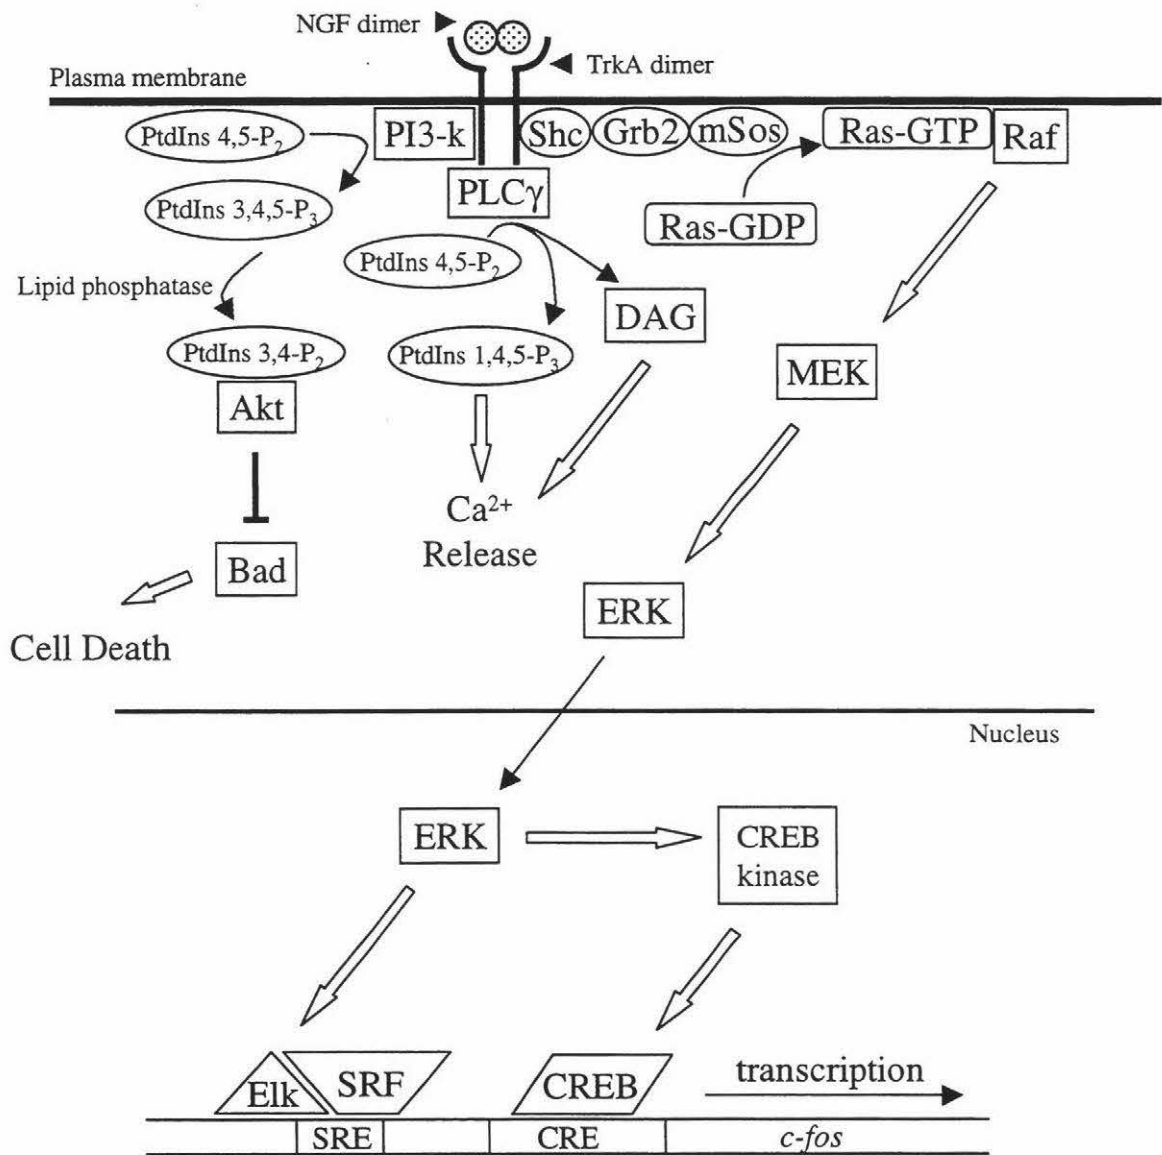 NGF dimer
TrkA dimer
Plasma membrane
PtdIns 4,5-P2
PI3-k
Shc
Grb2
mSos
Ras-GTP
Raf
PtdIns 3,4,5-P3
PLCγ
Ras-GDP
PtdIns 4,5-P2
Lipid phosphatase
DAG
PtdIns 3,4-P2
PtdIns 1,4,5-P3
MEK
Akt
Ca2+
Release
Bad
ERK
Cell Death
Nucleus
ERK
CREB
kinase
Elk
SRF
CREB
transcription
SRE
CRE
c-fos